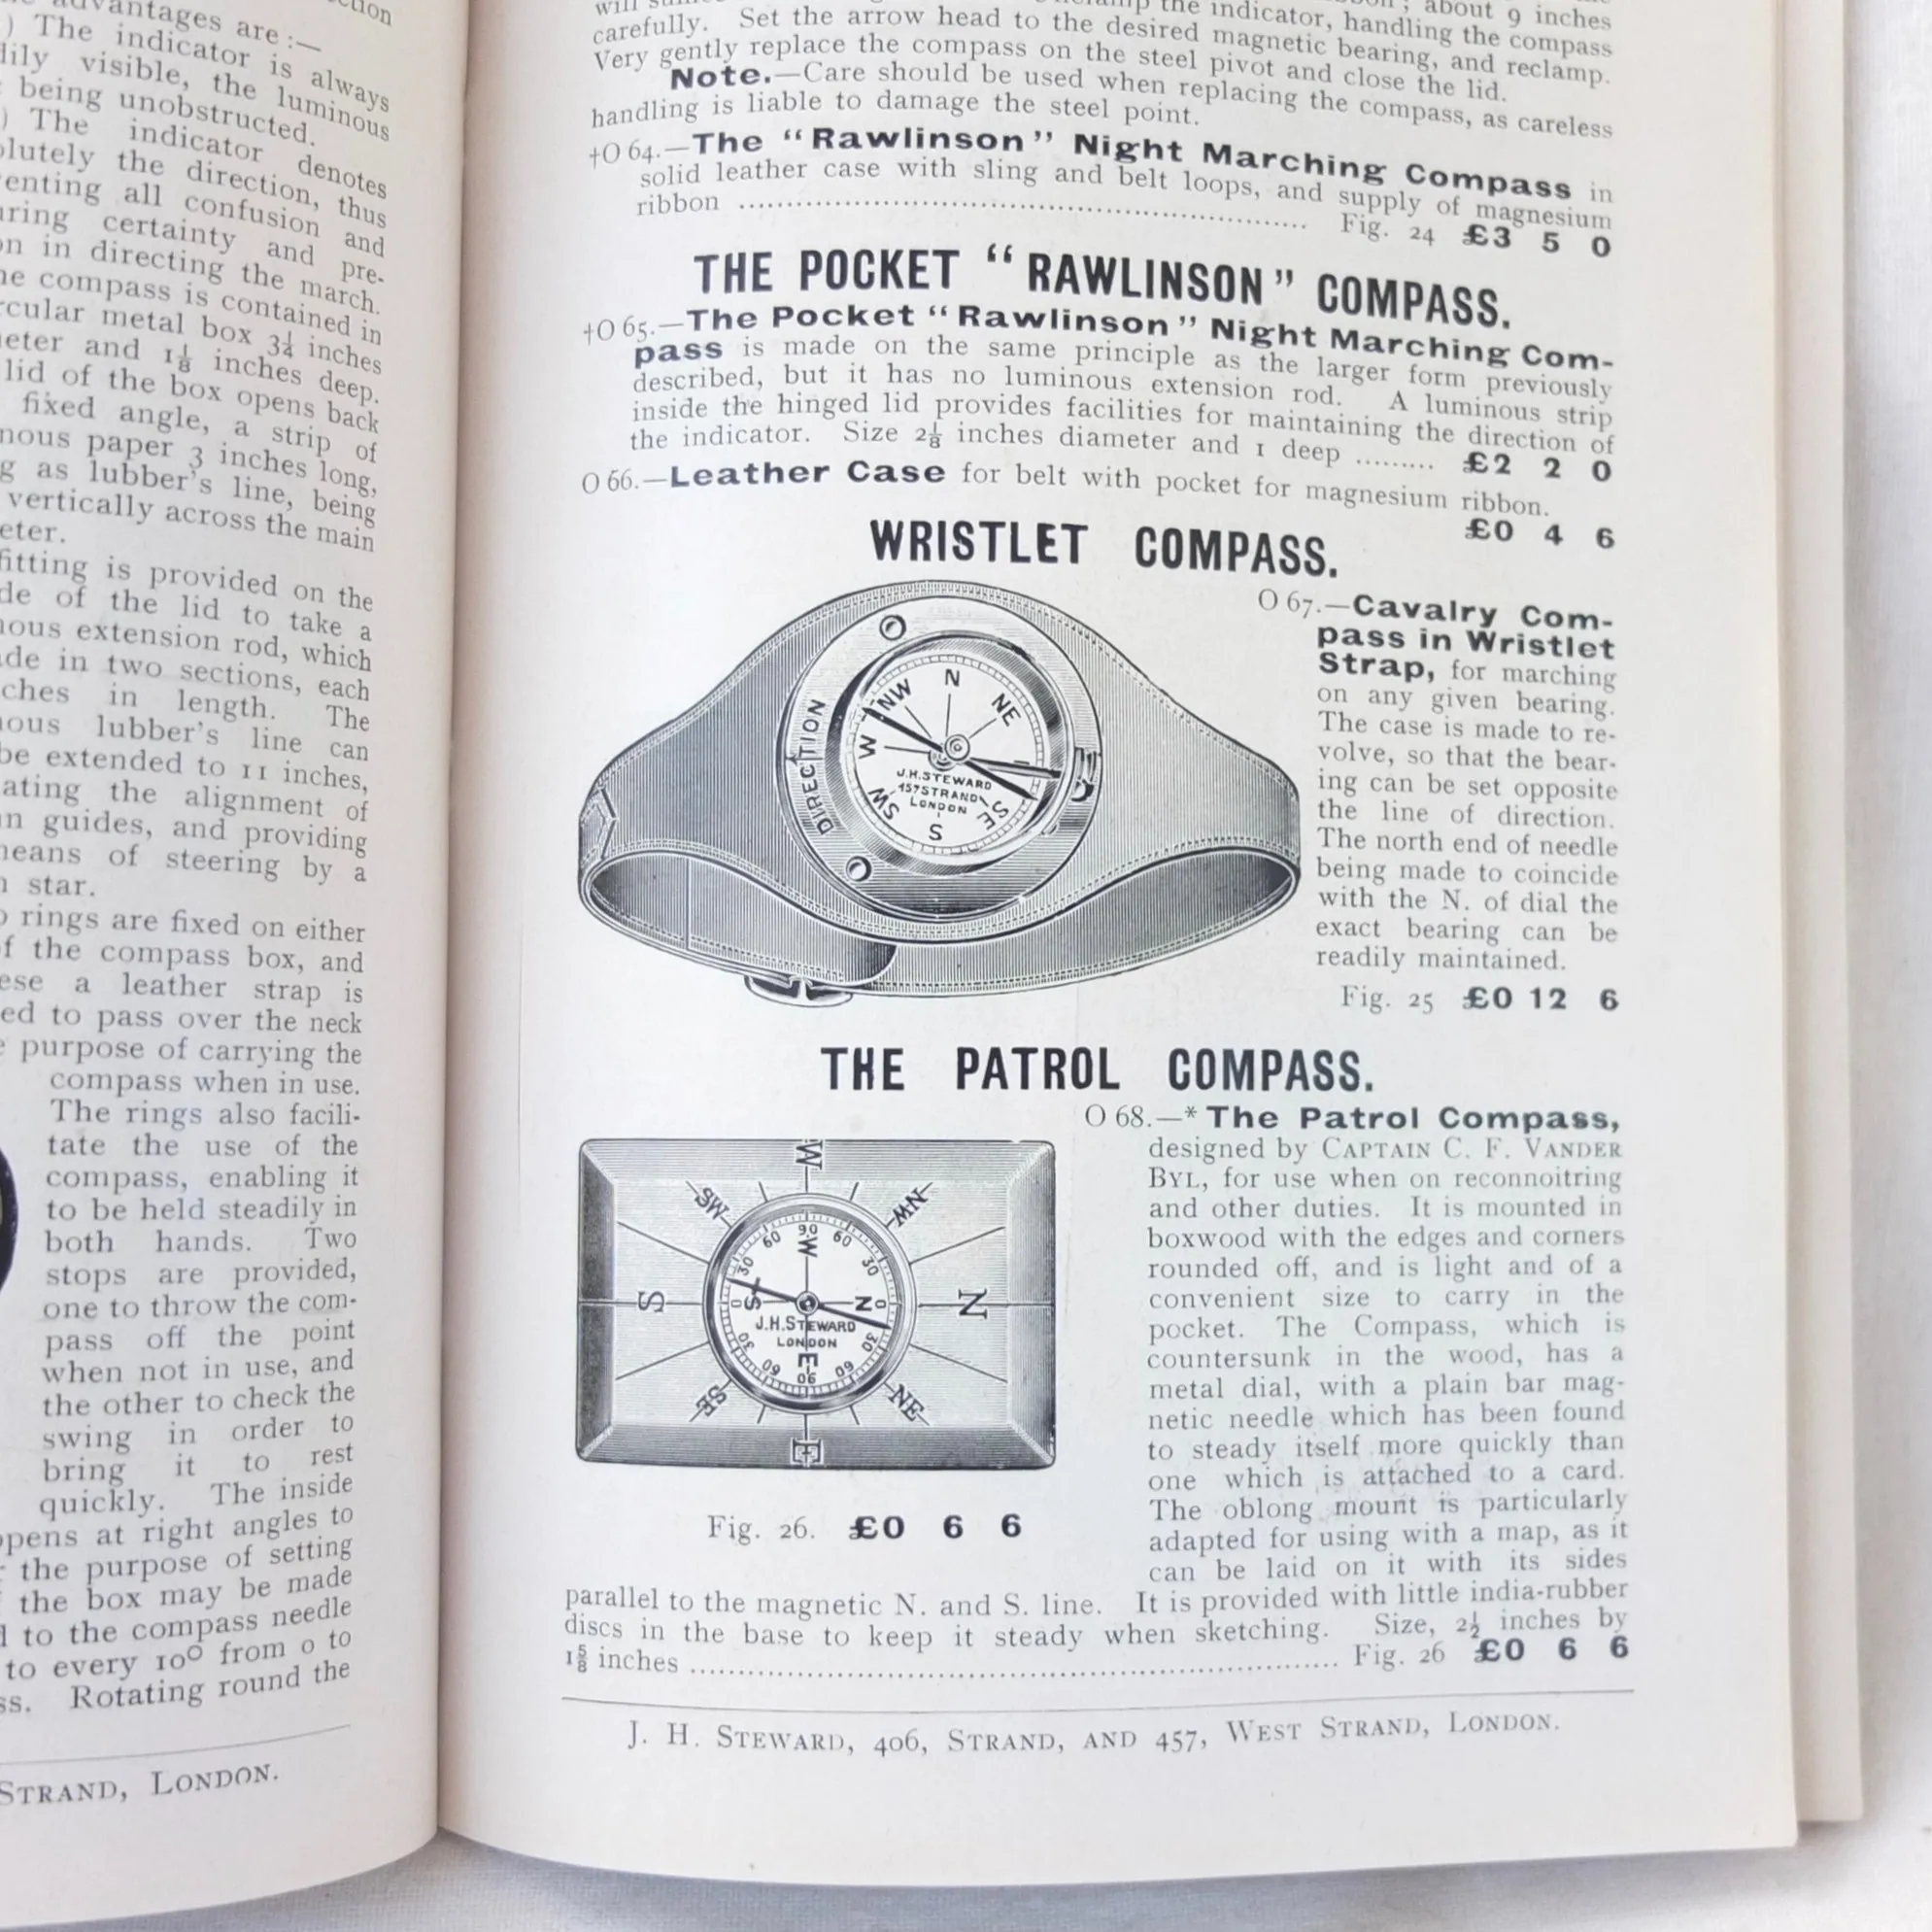 advantages are :—
) The indicator is always
visible, the luminous
being unobstructed.
) The indicator denotes
the direction, thus
all confusion and
certainty and pre-
in directing the march.
compass is contained in
metal box 3¼ inches
and 1⅛ inches deep.
lid of the box opens back
fixed angle, a strip of
paper 3 inches long,
as lubber's line, being
vertically across the main
fitting is provided on the
of the lid to take a
extension rod, which
in two sections, each
in length. The
lubber's line can
be extended to 11 inches,
the alignment of
guides, and providing
means of steering by a
star.
rings are fixed on either
of the compass box, and
a leather strap is
to pass over the neck
purpose of carrying the
compass when in use.
The rings also facili-
tate the use of the
compass, enabling it
to be held steadily in
both hands. Two
stops are provided,
one to throw the com-
pass off the point
when not in use, and
the other to check the
swing in order to
bring it to rest
quickly. The inside
opens at right angles to
the purpose of setting
the box may be made
to the compass needle
to every 10° from 0 to
Rotating round the
STRAND, LONDON.
about 9 inches
the indicator, handling the compass
carefully. Set the arrow head to the desired magnetic bearing, and reclamp.
Very gently replace the compass on the steel pivot and close the lid.
Note.—Care should be used when replacing the compass, as careless
handling is liable to damage the steel point.
†O 64.—The “Rawlinson” Night Marching Compass in
solid leather case with sling and belt loops, and supply of magnesium
ribbon ........ Fig. 24 £3 5 0
THE POCKET “RAWLINSON” COMPASS.
†O 65.—The Pocket “Rawlinson” Night Marching Com-
pass is made on the same principle as the larger form previously
described, but it has no luminous extension rod. A luminous strip
inside the hinged lid provides facilities for maintaining the direction of
the indicator. Size 2⅛ inches diameter and 1 deep ......... £2 2 0
O 66.—Leather Case for belt with pocket for magnesium ribbon.
£0 4 6
WRISTLET COMPASS.
DIRECTION
N
NE
NW
W
SW
S
SE
J.H. STEWARD
457 STRAND
LONDON
O 67.—Cavalry Com-
pass in Wristlet
Strap, for marching
on any given bearing.
The case is made to re-
volve, so that the bear-
ing can be set opposite
the line of direction.
The north end of needle
being made to coincide
with the N. of dial the
exact bearing can be
readily maintained.
Fig. 25 £0 12 6
THE PATROL COMPASS.
W
SW
NW
S
N
SE
NE
E
90
60 W 60
30 30
0 S N 0
J.H. STEWARD
LONDON
30 E 30
60 60
90
Fig. 26. £0 6 6
O 68.—* The Patrol Compass,
designed by CAPTAIN C. F. VANDER
BYL, for use when on reconnoitring
and other duties. It is mounted in
boxwood with the edges and corners
rounded off, and is light and of a
convenient size to carry in the
pocket. The Compass, which is
countersunk in the wood, has a
metal dial, with a plain bar mag-
netic needle which has been found
to steady itself more quickly than
one which is attached to a card.
The oblong mount is particularly
adapted for using with a map, as it
can be laid on it with its sides
parallel to the magnetic N. and S. line. It is provided with little india-rubber
discs in the base to keep it steady when sketching. Size, 2½ inches by
1⅝ inches ........ Fig. 26 £0 6 6
J. H. STEWARD, 406, STRAND, AND 457, WEST STRAND, LONDON.